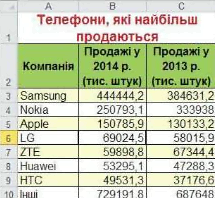 A B C
1 Телефони, які найбільш
продаються
2 Компанія Продажі у
2014 р.
(тис. штук) Продажі у
2013 р.
(тис. штук)
3 Samsung 444444,2 384631,2
4 Nokia 250793,1 333938
5 Apple 150785,9 130133,2
6 LG 69024,5 58015,9
7 ZTE 59898,8 67344,4
8 Huawei 53295,1 47288,3
9 HTC 49531,3 37176,6
10 Інші 729191,8 687648